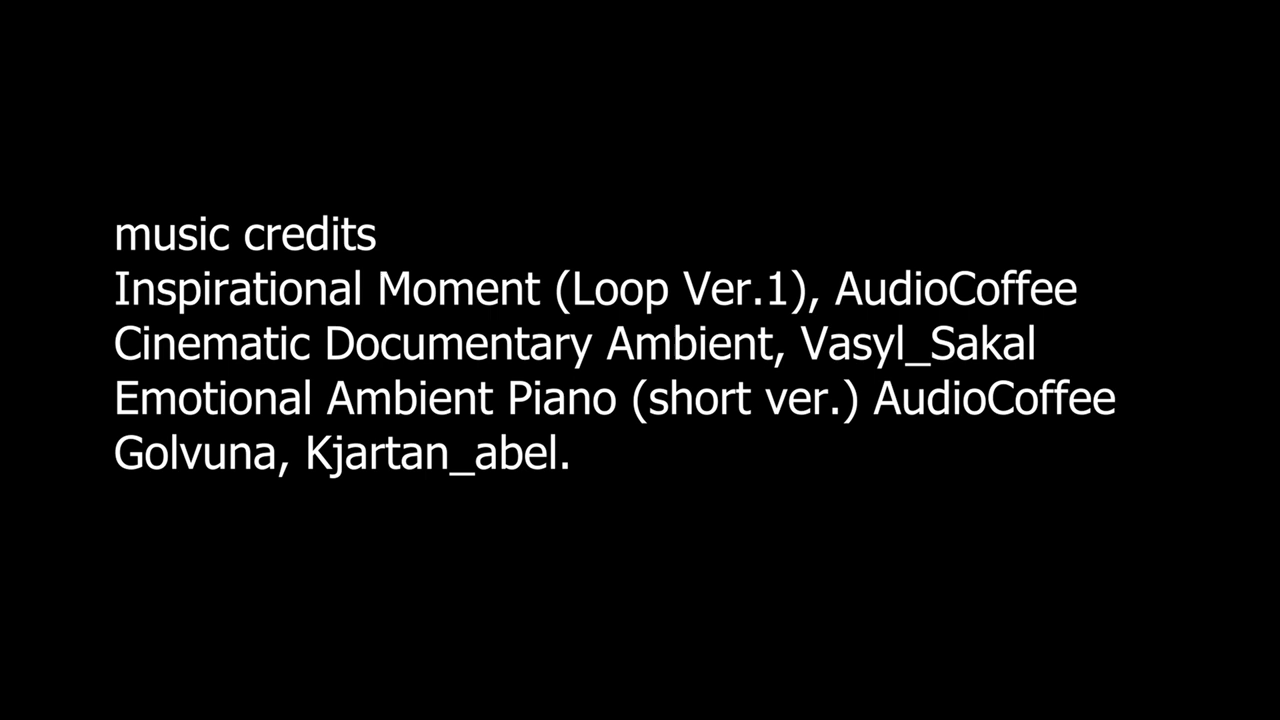 music credits
Inspirational Moment (Loop Ver.1), AudioCoffee
Cinematic Documentary Ambient, Vasyl_Sakal
Emotional Ambient Piano (short ver.) AudioCoffee
Golvuna, Kjartan_abel.